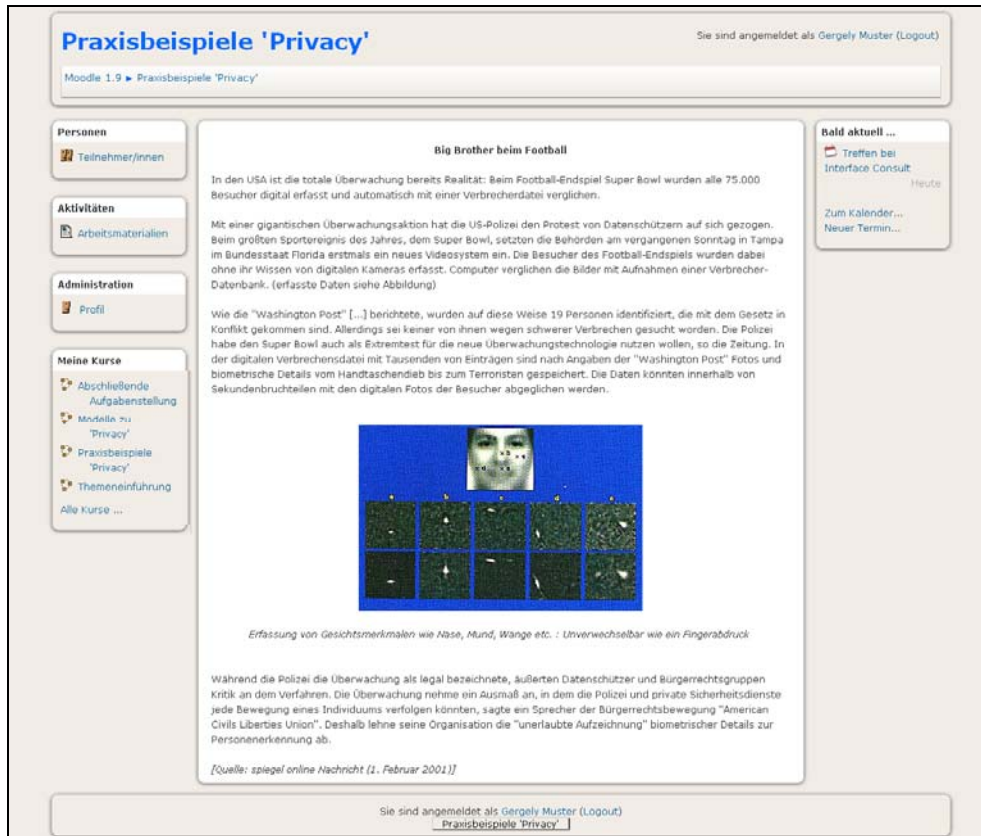 Praxisbeispiele 'Privacy'
Sie sind angemeldet als Gergely Muster (Logout)
Moodle 1.9 ► Praxisbeispiele 'Privacy'
Personen
Teilnehmer/innen
Aktivitäten
Arbeitsmaterialien
Administration
Profil
Meine Kurse
Abschließende
Aufgabenstellung
Modelle zu
'Privacy'
Praxisbeispiele
'Privacy'
Themeneinführung
Alle Kurse ...
Big Brother beim Football
In den USA ist die totale Überwachung bereits Realität: Beim Football-Endspiel Super Bowl wurden alle 75.000
Besucher digital erfasst und automatisch mit einer Verbrecherdatei verglichen.
Mit einer gigantischen Überwachungsaktion hat die US-Polizei den Protest von Datenschützern auf sich gezogen.
Beim größten Sportereignis des Jahres, dem Super Bowl, setzten die Behörden am vergangenen Sonntag in Tampa
im Bundesstaat Florida erstmals ein neues Videosystem ein. Die Besucher des Football-Endspiels wurden dabei
ohne ihr Wissen von digitalen Kameras erfasst. Computer verglichen die Bilder mit Aufnahmen einer Verbrecher-
Datenbank. (erfasste Daten siehe Abbildung)
Wie die "Washington Post" [...] berichtete, wurden auf diese Weise 19 Personen identifiziert, die mit dem Gesetz in
Konflikt gekommen sind. Allerdings sei keiner von ihnen wegen schwerer Verbrechen gesucht worden. Die Polizei
habe den Super Bowl auch als Extremtest für die neue Überwachungstechnologie nutzen wollen, so die Zeitung. In
der digitalen Verbrechensdatei mit Tausenden von Einträgen sind nach Angaben der "Washington Post" Fotos und
biometrische Details vom Handtaschendieb bis zum Terroristen gespeichert. Die Daten könnten innerhalb von
Sekundenbruchteilen mit den digitalen Fotos der Besucher abgeglichen werden.
a b c d e
Erfassung von Gesichtsmerkmalen wie Nase, Mund, Wange etc. : Unverwechselbar wie ein Fingerabdruck
Während die Polizei die Überwachung als legal bezeichnete, äußerten Datenschützer und Bürgerrechtsgruppen
Kritik an dem Verfahren. Die Überwachung nehme ein Ausmaß an, in dem die Polizei und private Sicherheitsdienste
jede Bewegung eines Individuums verfolgen könnten, sagte ein Sprecher der Bürgerrechtsbewegung "American
Civils Liberties Union". Deshalb lehne seine Organisation die "unerlaubte Aufzeichnung" biometrischer Details zur
Personenerkennung ab.
[Quelle: spiegel online Nachricht (1. Februar 2001)]
Bald aktuell ...
Treffen bei
Interface Consult
Heute
Zum Kalender...
Neuer Termin...
Sie sind angemeldet als Gergely Muster (Logout)
Praxisbeispiele 'Privacy'